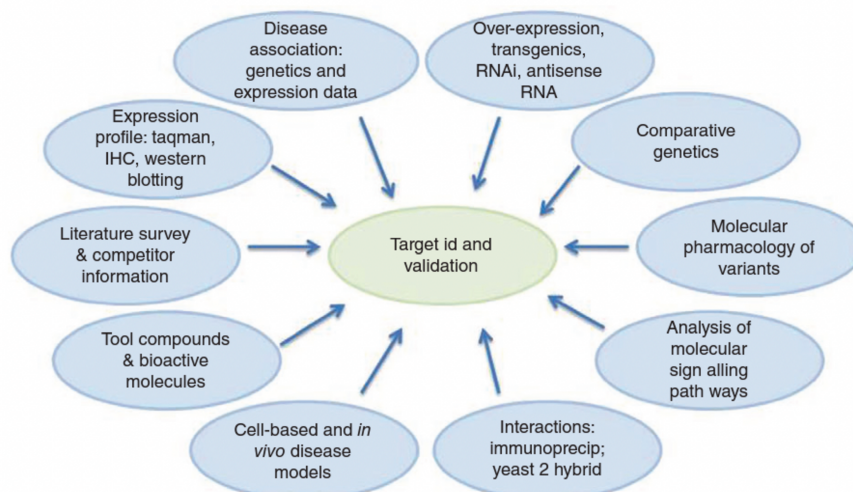 Disease
association:
genetics and
expression data
Over-expression,
transgenics,
RNAi, antisense
RNA
Expression
profile: taqman,
IHC, western
blotting
Comparative
genetics
Literature survey
& competitor
information
Target id and
validation
Molecular
pharmacology of
variants
Tool compounds
& bioactive
molecules
Analysis of
molecular
sign alling
path ways
Cell-based and in
vivo disease
models
Interactions:
immunoprecip;
yeast 2 hybrid